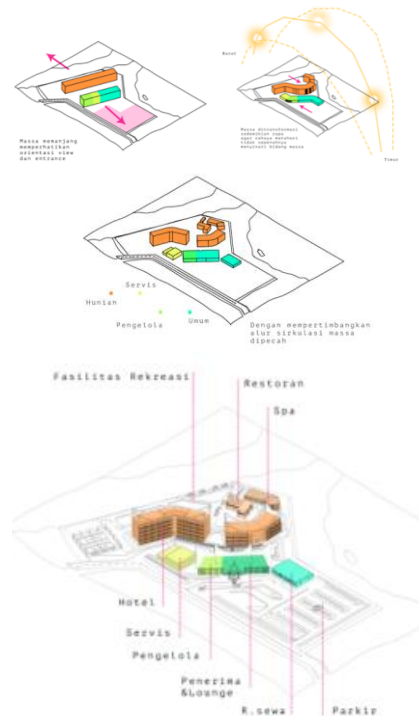 Barat
Massa memanjang
memperhatikan
orientasi view
dan entrance
Massa ditransformasi
sedemikian rupa
agar cahaya matahari
tidak sepenuhnya
menyinari bidang massa
Timur
Servis
Hunian
Pengelola
Umum
Dengan mempertimbangkan
alur sirkulasi massa
dipecah
Fasilitas Rekreasi
Restoran
Spa
Hotel
Servis
Pengelola
Penerima
&Lounge
R.sewa
Parkir